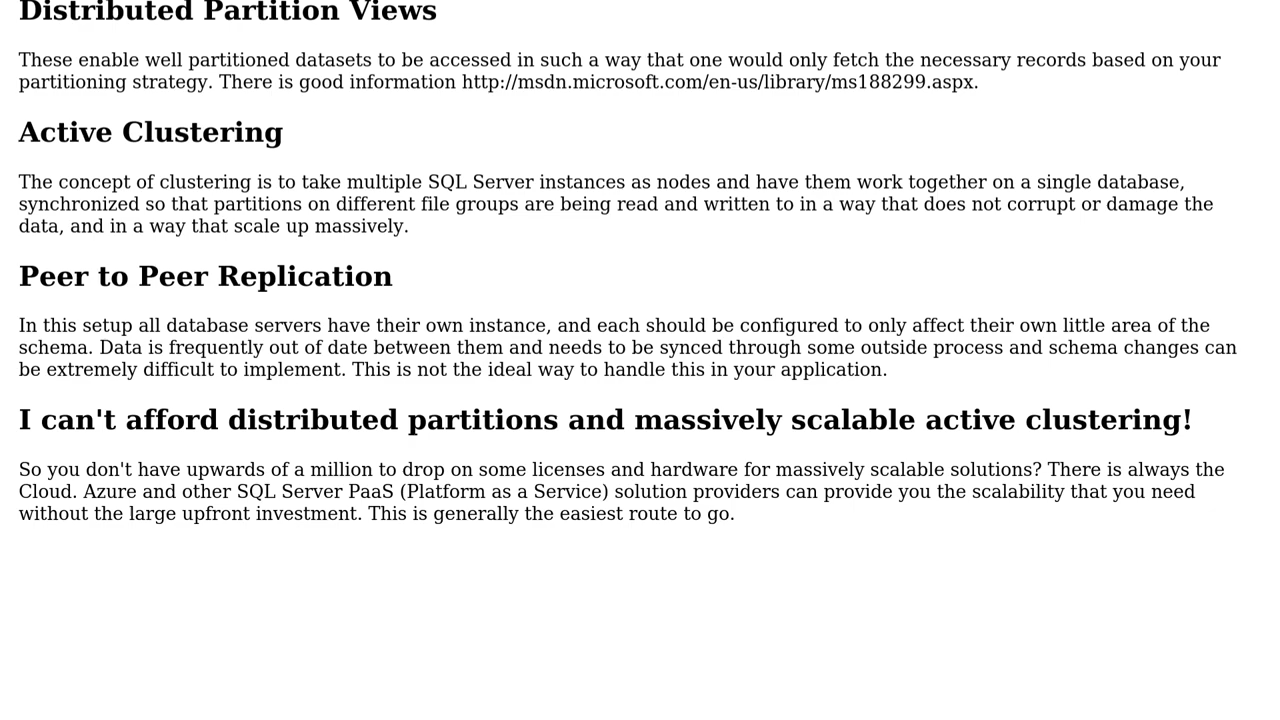 Distributed Partition Views
These enable well partitioned datasets to be accessed in such a way that one would only fetch the necessary records based on your
partitioning strategy. There is good information http://msdn.microsoft.com/en-us/library/ms188299.aspx.
Active Clustering
The concept of clustering is to take multiple SQL Server instances as nodes and have them work together on a single database,
synchronized so that partitions on different file groups are being read and written to in a way that does not corrupt or damage the
data, and in a way that scale up massively.
Peer to Peer Replication
In this setup all database servers have their own instance, and each should be configured to only affect their own little area of the
schema. Data is frequently out of date between them and needs to be synced through some outside process and schema changes can
be extremely difficult to implement. This is not the ideal way to handle this in your application.
I can't afford distributed partitions and massively scalable active clustering!
So you don't have upwards of a million to drop on some licenses and hardware for massively scalable solutions? There is always the
Cloud. Azure and other SQL Server PaaS (Platform as a Service) solution providers can provide you the scalability that you need
without the large upfront investment. This is generally the easiest route to go.